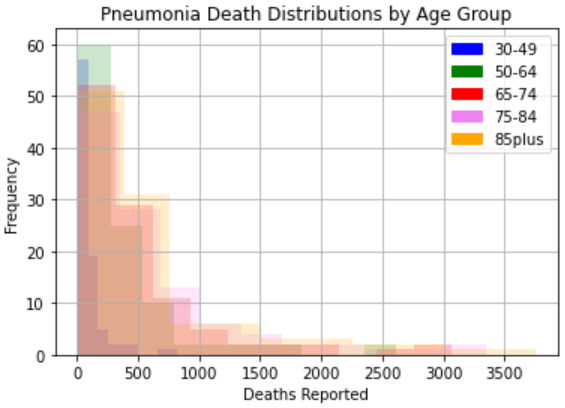 Pneumonia Death Distributions by Age Group
60
50
40
30
20
10
0
Frequency
30-49
50-64
65-74
75-84
85plus
0 500 1000 1500 2000 2500 3000 3500
Deaths Reported